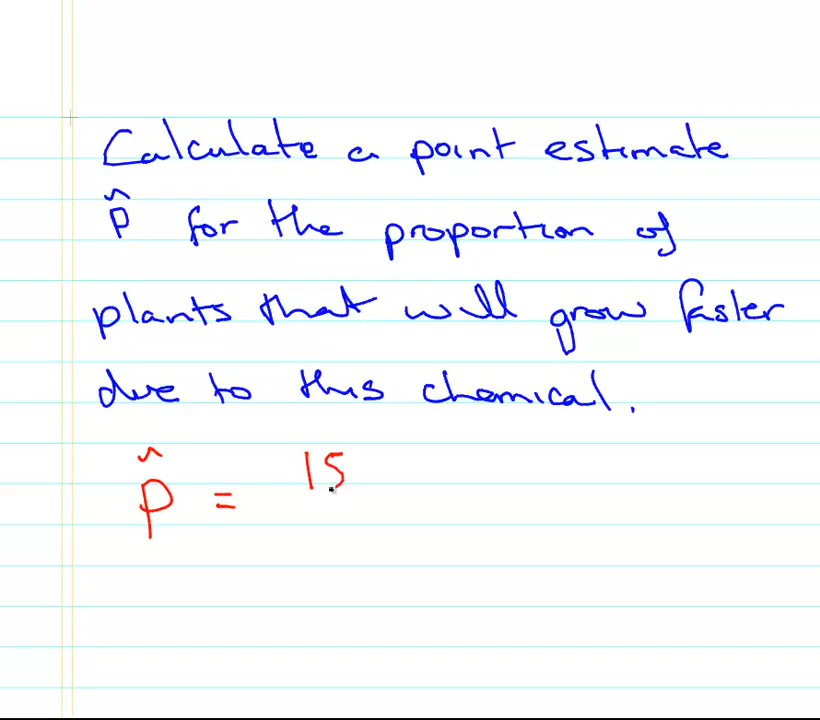 Calculate a point estimate
p̂ for the proportion of
plants that will grow faster
due to this chemical.
p̂ = 15